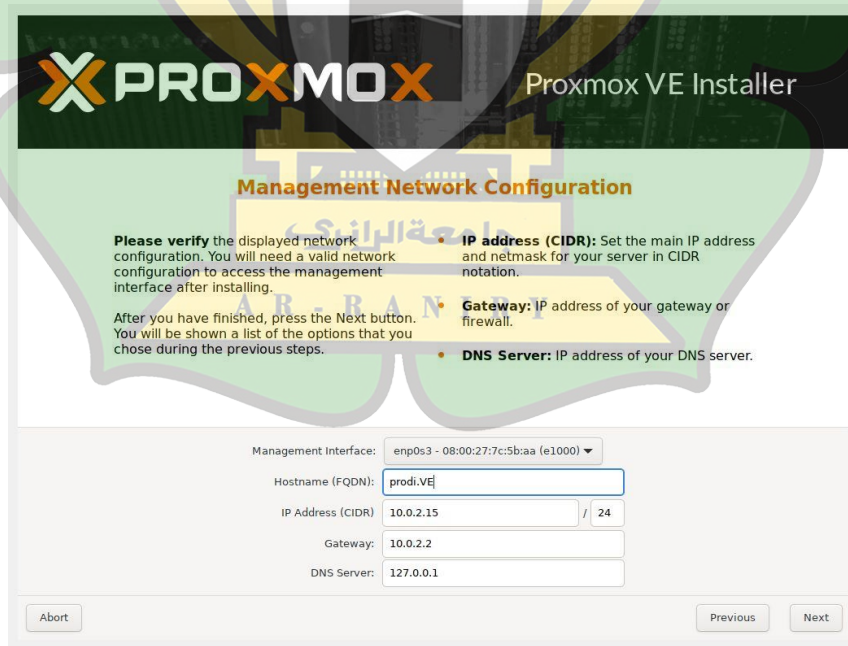 PROXMOX
Proxmox VE Installer
Management Network Configuration
Please verify the displayed network
configuration. You will need a valid network
configuration to access the management
interface after installing.
After you have finished, press the Next button.
You will be shown a list of the options that you
chose during the previous steps.
IP address (CIDR): Set the main IP address
and netmask for your server in CIDR
notation.
Gateway: IP address of your gateway or
firewall.
DNS Server: IP address of your DNS server.
جامعة الرانري
AR-RANIRY
Management Interface: enp0s3 - 08:00:27:7c:5b:aa (e1000)
Hostname (FQDN): prodi.VE
IP Address (CIDR) 10.0.2.15 / 24
Gateway: 10.0.2.2
DNS Server: 127.0.0.1
Abort
Previous
Next